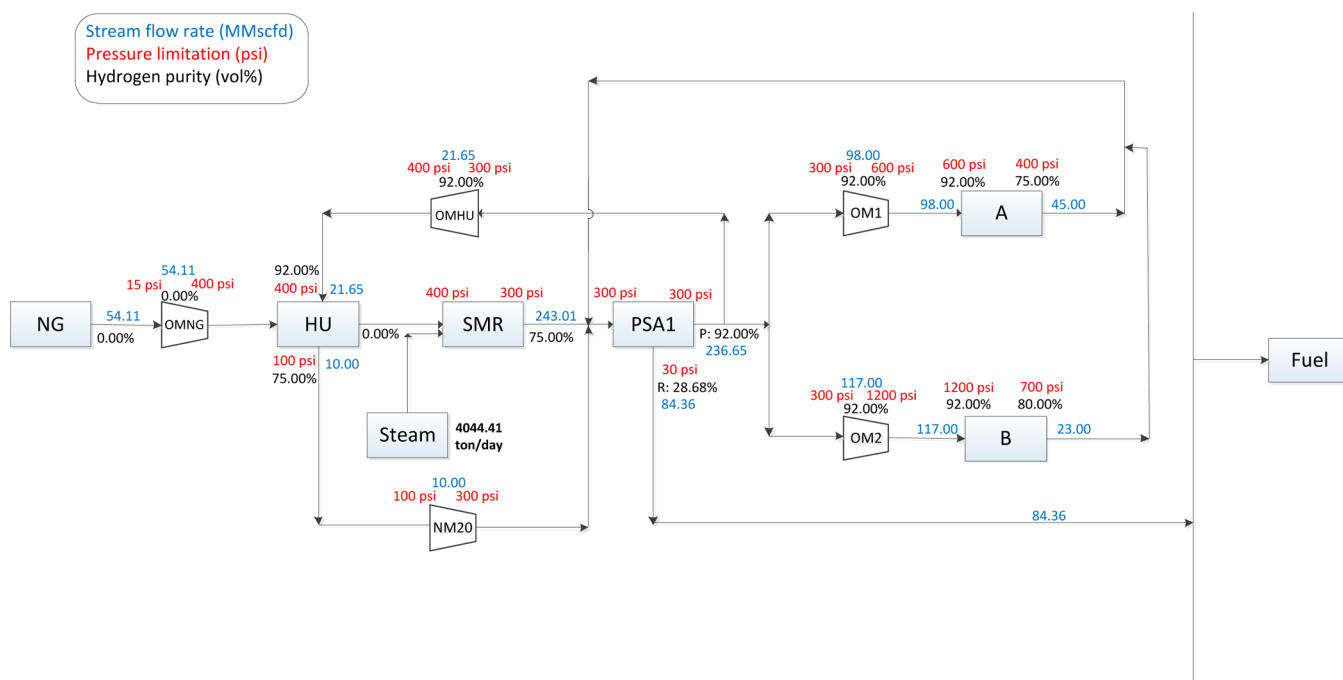 Stream flow rate (MMscfd)
Pressure limitation (psi)
Hydrogen purity (vol%)
21.65
400 psi 300 psi
92.00%
OMHU
98.00
300 psi 600 psi
92.00%
OM1
98.00
600 psi 400 psi
92.00% 75.00%
A
45.00
NG
54.11
0.00%
54.11
15 psi 400 psi
0.00%
OMNG
92.00%
400 psi 21.65
HU
0.00%
100 psi 10.00
75.00%
400 psi 300 psi
SMR
243.01
75.00%
300 psi 300 psi
PSA1
P: 92.00%
236.65
30 psi
R: 28.68%
84.36
Fuel
Steam
4044.41
ton/day
117.00
300 psi 1200 psi
92.00%
OM2
117.00
1200 psi 700 psi
92.00% 80.00%
B
23.00
10.00
100 psi 300 psi
NM20
84.36